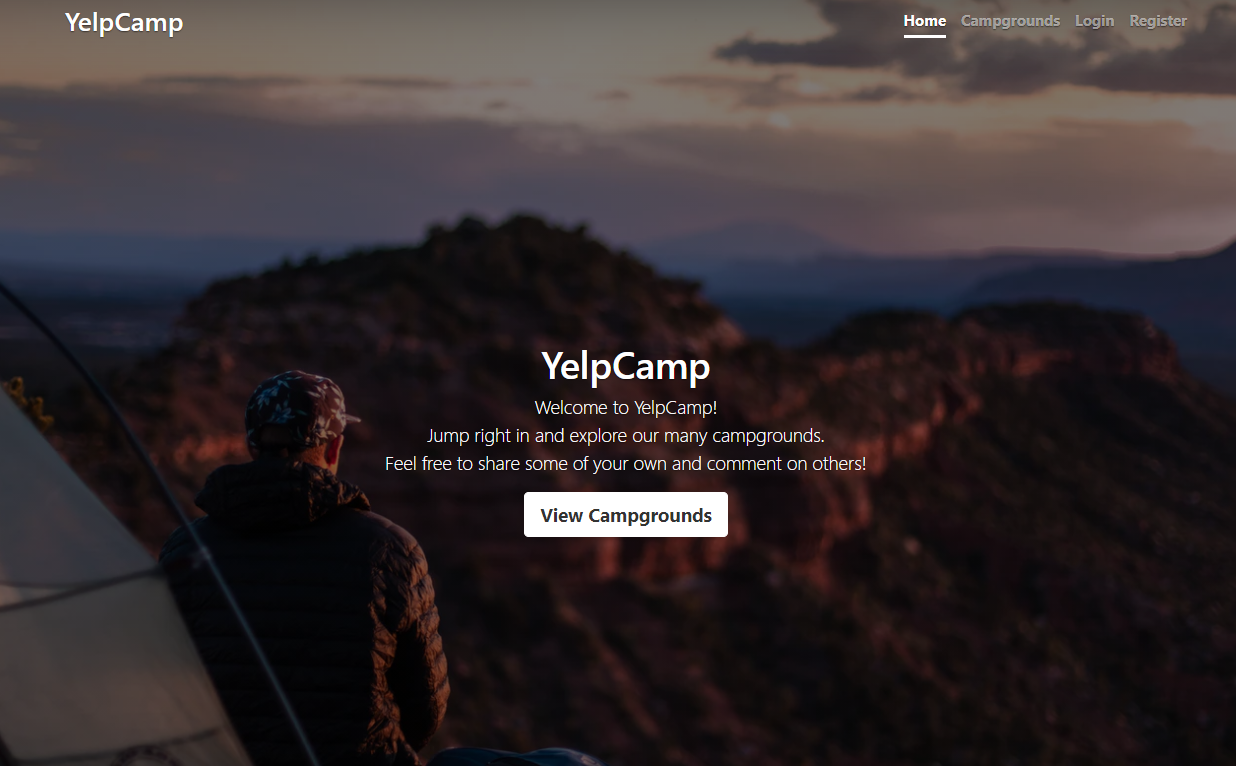 YelpCamp
Home Campgrounds Login Register
YelpCamp
Welcome to YelpCamp!
Jump right in and explore our many campgrounds.
Feel free to share some of your own and comment on others!
View Campgrounds